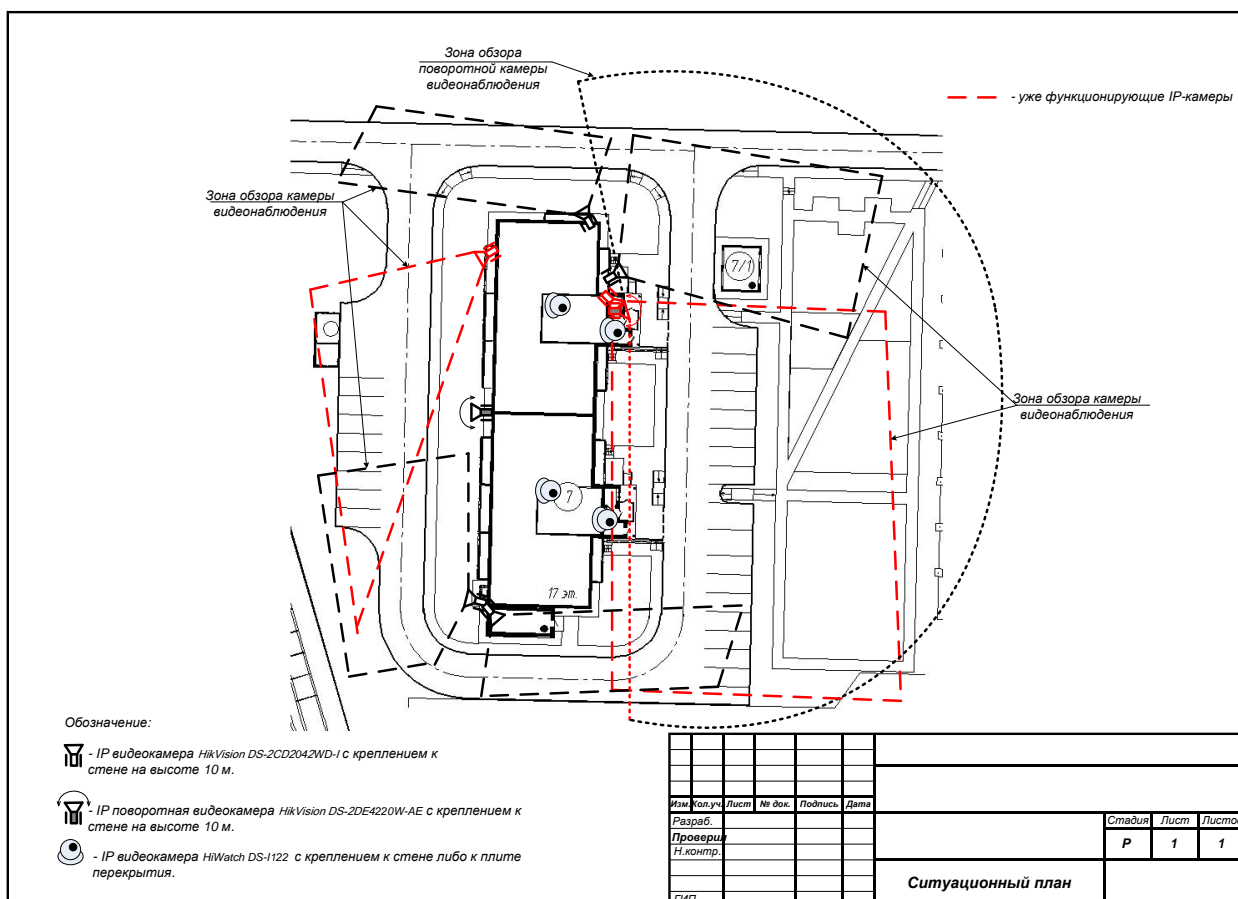 Зона обзора
поворотной камеры
видеонаблюдения
- уже функционирующие IP-камеры
Зона обзора камеры
видеонаблюдения
7/1
Зона обзора камеры
видеонаблюдения
7
17 эт.
Обозначение:
- IP видеокамера HikVision DS-2CD2042WD-I с креплением к
стене на высоте 10 м.
- IP поворотная видеокамера HikVision DS-2DE4220W-AE с креплением к
стене на высоте 10 м.
- IP видеокамера HiWatch DS-I122 с креплением к стене либо к плите
перекрытия.
Изм. Кол.уч. Лист № док. Подпись Дата
Разраб.
Проверил
Н.контр.
ГИП
Стадия Лист Листов
Р 1 1
Ситуационный план